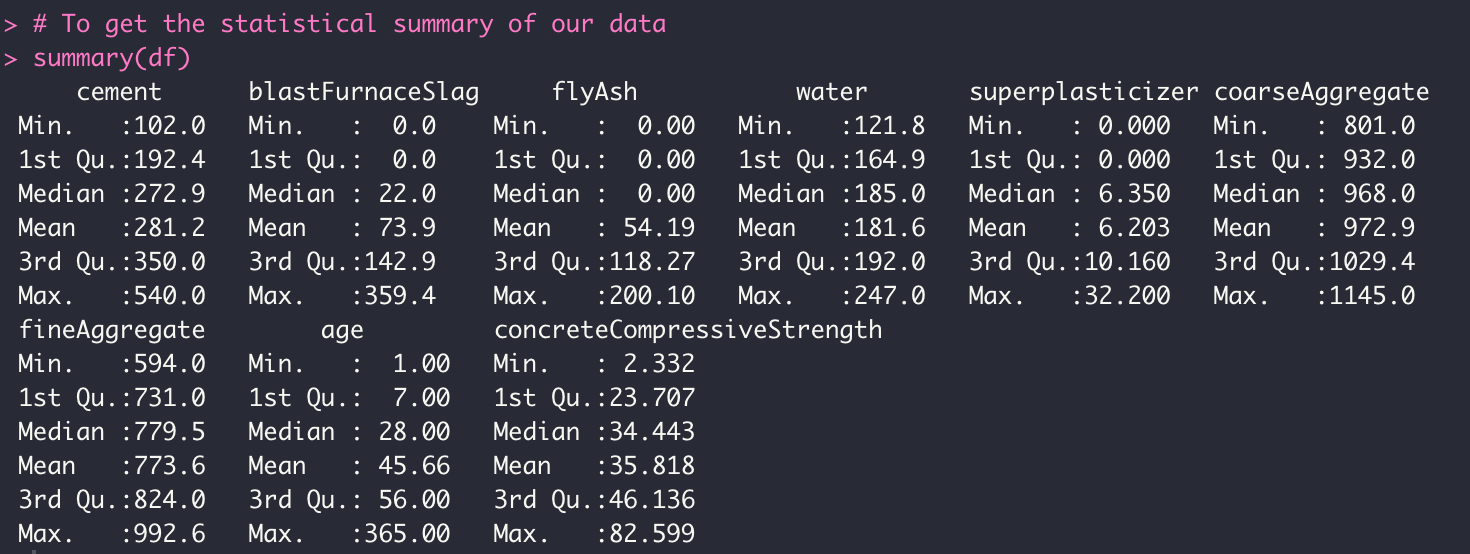 > # To get the statistical summary of our data
> summary(df)
     cement      blastFurnaceSlag     flyAsh           water       superplasticizer coarseAggregate
 Min.   :102.0   Min.   :  0.0    Min.   :  0.00   Min.   :121.8   Min.   : 0.000   Min.   : 801.0
 1st Qu.:192.4   1st Qu.:  0.0    1st Qu.:  0.00   1st Qu.:164.9   1st Qu.: 0.000   1st Qu.: 932.0
 Median :272.9   Median : 22.0    Median :  0.00   Median :185.0   Median : 6.350   Median : 968.0
 Mean   :281.2   Mean   : 73.9    Mean   : 54.19   Mean   :181.6   Mean   : 6.203   Mean   : 972.9
 3rd Qu.:350.0   3rd Qu.:142.9    3rd Qu.:118.27   3rd Qu.:192.0   3rd Qu.:10.160   3rd Qu.:1029.4
 Max.   :540.0   Max.   :359.4    Max.   :200.10   Max.   :247.0   Max.   :32.200   Max.   :1145.0
 fineAggregate        age         concreteCompressiveStrength
 Min.   :594.0   Min.   :  1.00   Min.   : 2.332
 1st Qu.:731.0   1st Qu.:  7.00   1st Qu.:23.707
 Median :779.5   Median : 28.00   Median :34.443
 Mean   :773.6   Mean   : 45.66   Mean   :35.818
 3rd Qu.:824.0   3rd Qu.: 56.00   3rd Qu.:46.136
 Max.   :992.6   Max.   :365.00   Max.   :82.599